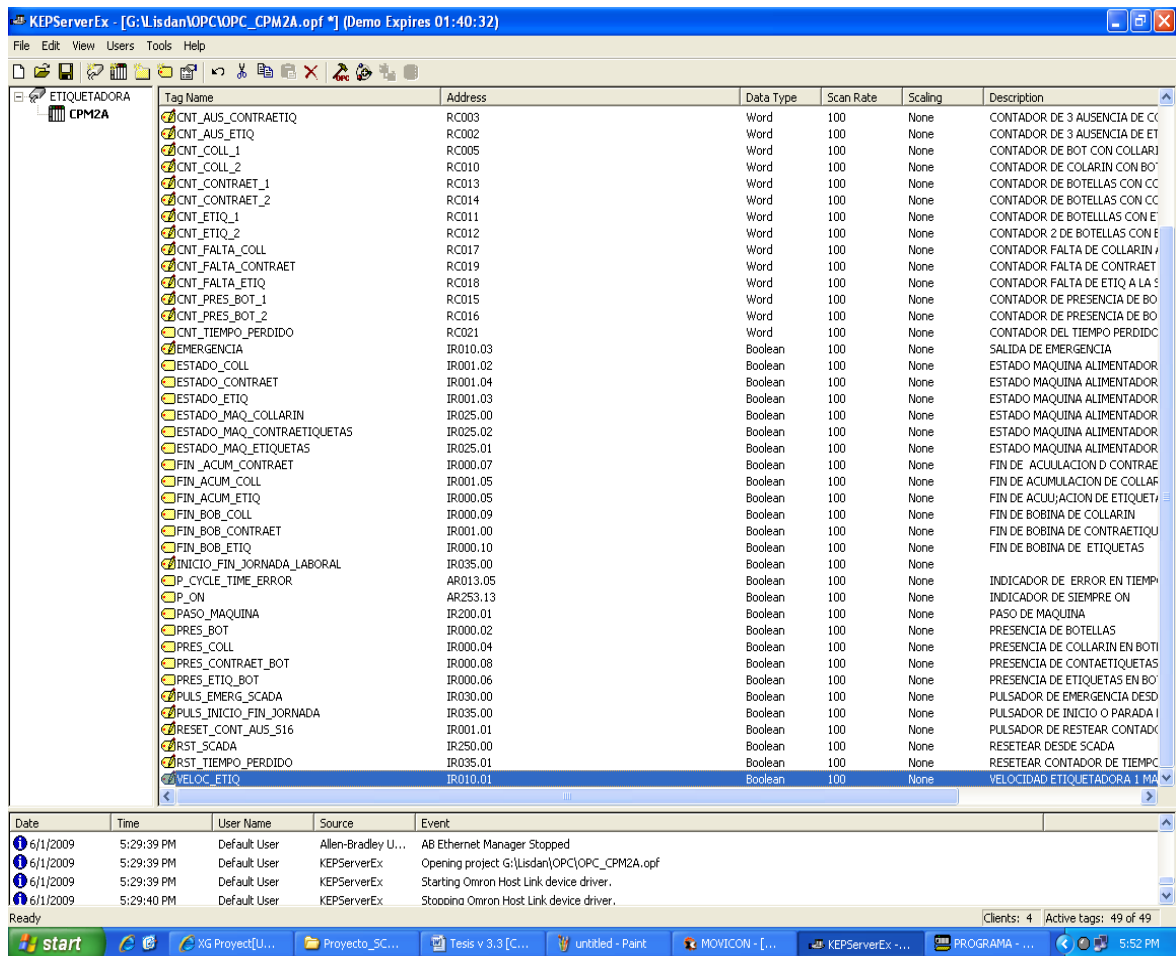 KEPServerEx - [G:\Lisdan\OPC\OPC_CPM2A.opf *] (Demo Expires 01:40:32)
File Edit View Users Tools Help
ETIQUETADORA
CPM2A
Tag Name Address Data Type Scan Rate Scaling Description
CNT_AUS_CONTRAETIQ RC003 Word 100 None CONTADOR DE 3 AUSENCIA DE CO
CNT_AUS_ETIQ RC002 Word 100 None CONTADOR DE 3 AUSENCIA DE ET
CNT_COLL_1 RC005 Word 100 None CONTADOR DE BOT CON COLLARI
CNT_COLL_2 RC010 Word 100 None CONTADOR DE COLARIN CON BOT
CNT_CONTRAET_1 RC013 Word 100 None CONTADOR DE BOTELLAS CON CO
CNT_CONTRAET_2 RC014 Word 100 None CONTADOR DE BOTELLAS CON CO
CNT_ETIQ_1 RC011 Word 100 None CONTADOR DE BOTELLLAS CON E
CNT_ETIQ_2 RC012 Word 100 None CONTADOR 2 DE BOTELLAS CON E
CNT_FALTA_COLL RC017 Word 100 None CONTADOR FALTA DE COLLARIN A
CNT_FALTA_CONTRAET RC019 Word 100 None CONTADOR FALTA DE CONTRAET
CNT_FALTA_ETIQ RC018 Word 100 None CONTADOR FALTA DE ETIQ A LA S
CNT_PRES_BOT_1 RC015 Word 100 None CONTADOR DE PRESENCIA DE BO
CNT_PRES_BOT_2 RC016 Word 100 None CONTADOR DE PRESENCIA DE BO
CNT_TIEMPO_PERDIDO RC021 Word 100 None CONTADOR DEL TIEMPO PERDIDO
EMERGENCIA IR010.03 Boolean 100 None SALIDA DE EMERGENCIA
ESTADO_COLL IR001.02 Boolean 100 None ESTADO MAQUINA ALIMENTADOR
ESTADO_CONTRAET IR001.04 Boolean 100 None ESTADO MAQUINA ALIMENTADOR
ESTADO_ETIQ IR001.03 Boolean 100 None ESTADO MAQUINA ALIMENTADOR
ESTADO_MAQ_COLLARIN IR025.00 Boolean 100 None ESTADO MAQUINA ALIMENTADOR
ESTADO_MAQ_CONTRAETIQUETAS IR025.02 Boolean 100 None ESTADO MAQUINA ALIMENTADOR
ESTADO_MAQ_ETIQUETAS IR025.01 Boolean 100 None ESTADO MAQUINA ALIMENTADOR
FIN _ACUM_CONTRAET IR000.07 Boolean 100 None FIN DE ACUULACION D CONTRAE
FIN_ACUM_COLL IR001.05 Boolean 100 None FIN DE ACUMULACION DE COLLAR
FIN_ACUM_ETIQ IR000.05 Boolean 100 None FIN DE ACUU;ACION DE ETIQUETA
FIN_BOB_COLL IR000.09 Boolean 100 None FIN DE BOBINA DE COLLARIN
FIN_BOB_CONTRAET IR001.00 Boolean 100 None FIN DE BOBINA DE CONTRAETIQU
FIN_BOB_ETIQ IR000.10 Boolean 100 None FIN DE BOBINA DE ETIQUETAS
INICIO_FIN_JORNADA_LABORAL IR035.00 Boolean 100 None
P_CYCLE_TIME_ERROR AR013.05 Boolean 100 None INDICADOR DE ERROR EN TIEMP
P_ON AR253.13 Boolean 100 None INDICADOR DE SIEMPRE ON
PASO_MAQUINA IR200.01 Boolean 100 None PASO DE MAQUINA
PRES_BOT IR000.02 Boolean 100 None PRESENCIA DE BOTELLAS
PRES_COLL IR000.04 Boolean 100 None PRESENCIA DE COLLARIN EN BOTI
PRES_CONTRAET_BOT IR000.08 Boolean 100 None PRESENCIA DE CONTAETIQUETAS
PRES_ETIQ_BOT IR000.06 Boolean 100 None PRESENCIA DE ETIQUETAS EN BO
PULS_EMERG_SCADA IR030.00 Boolean 100 None PULSADOR DE EMERGENCIA DESD
PULS_INICIO_FIN_JORNADA IR035.00 Boolean 100 None PULSADOR DE INICIO O PARADA
RESET_CONT_AUS_S16 IR001.01 Boolean 100 None PULSADOR DE RESTEAR CONTADO
RST_SCADA IR250.00 Boolean 100 None RESETEAR DESDE SCADA
RST_TIEMPO_PERDIDO IR035.01 Boolean 100 None RESETEAR CONTADOR DE TIEMPO
VELOC_ETIQ IR010.01 Boolean 100 None VELOCIDAD ETIQUETADORA 1 MA
Date Time User Name Source Event
6/1/2009 5:29:39 PM Default User Allen-Bradley U... AB Ethernet Manager Stopped
6/1/2009 5:29:39 PM Default User KEPServerEx Opening project G:\Lisdan\OPC\OPC_CPM2A.opf
6/1/2009 5:29:39 PM Default User KEPServerEx Starting Omron Host Link device driver.
6/1/2009 5:29:40 PM Default User KEPServerEx Stopping Omron Host Link device driver.
Ready Clients: 4 Active tags: 49 of 49
start XG Proyect[U... Proyecto_SC... Tesis v 3.3 [C... untitled - Paint MOVICON - [... KEPServerEx -... PROGRAMA - ... 5:52 PM